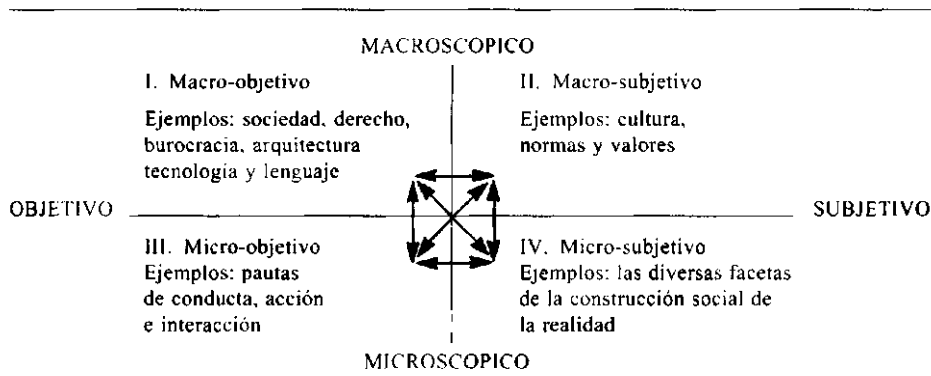 MACROSCOPICO
I. Macro-objetivo
Ejemplos: sociedad, derecho,
burocracia, arquitectura
tecnología y lenguaje
II. Macro-subjetivo
Ejemplos: cultura,
normas y valores
OBJETIVO
SUBJETIVO
III. Micro-objetivo
Ejemplos: pautas
de conducta, acción
e interacción
IV. Micro-subjetivo
Ejemplos: las diversas facetas
de la construcción social de
la realidad
MICROSCOPICO